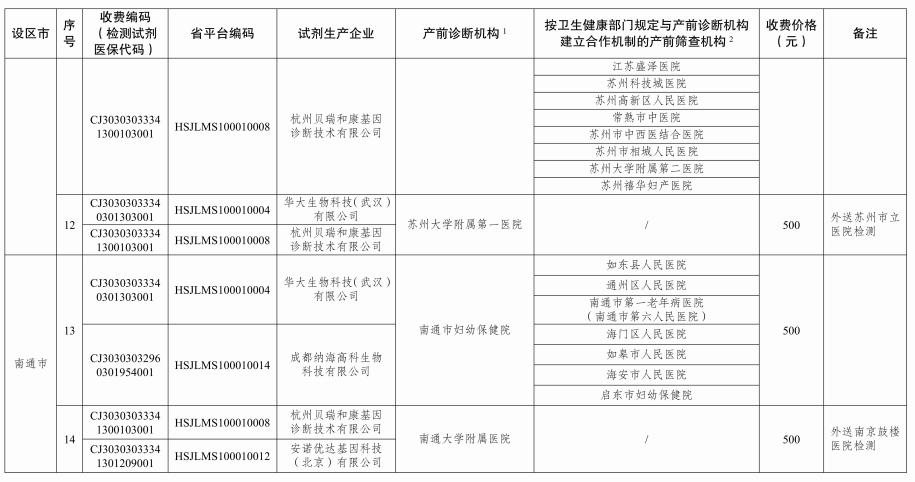 设区市
序
号
收费编码
（检测试剂
医保代码）
省平台编码
试剂生产企业
产前诊断机构 1
按卫生健康部门规定与产前诊断机构
建立合作机制的产前筛查机构 2
收费价格
（元）
备注
CJ3030303334
1300103001
HSJLMS100010008
杭州贝瑞和康基因
诊断技术有限公司
江苏盛泽医院
苏州科技城医院
苏州高新区人民医院
常熟市中医院
苏州市中西医结合医院
苏州市相城人民医院
苏州大学附属第二医院
苏州禧华妇产医院
12
CJ3030303334
0301303001
HSJLMS100010004
华大生物科技（武汉）
有限公司
CJ3030303334
1300103001
HSJLMS100010008
杭州贝瑞和康基因
诊断技术有限公司
苏州大学附属第一医院
/
500
外送苏州市立
医院检测
南通市
13
CJ3030303334
0301303001
HSJLMS100010004
华大生物科技（武汉）
有限公司
CJ3030303296
0301954001
HSJLMS100010014
成都纳海高科生物
科技有限公司
南通市妇幼保健院
如东县人民医院
通州区人民医院
南通市第一老年病医院
（南通市第六人民医院）
海门区人民医院
如皋市人民医院
海安市人民医院
启东市妇幼保健院
500
14
CJ3030303334
1300103001
HSJLMS100010008
杭州贝瑞和康基因
诊断技术有限公司
CJ3030303334
1301209001
HSJLMS100010012
安诺优达基因科技
（北京）有限公司
南通大学附属医院
/
500
外送南京鼓楼
医院检测